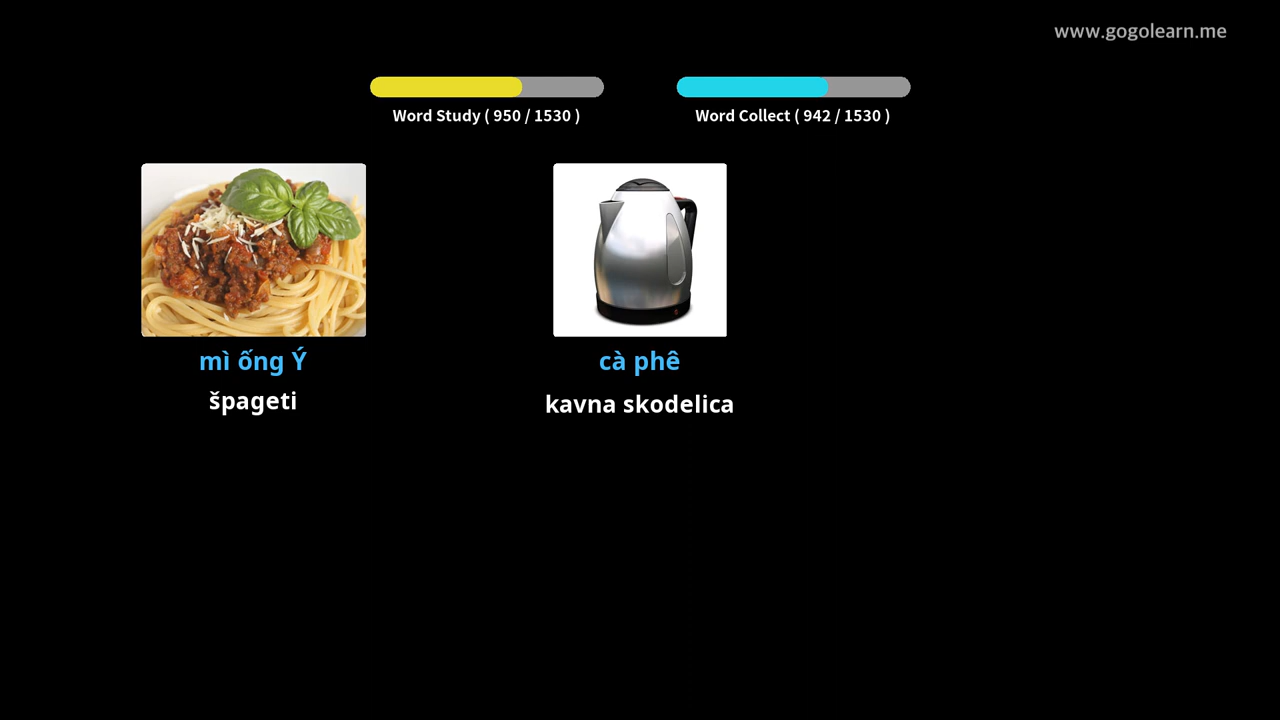 www.gogolearn.me
Word Study ( 950 / 1530 )
Word Collect ( 942 / 1530 )
mì ống Ý
špageti
cà phê
kavna skodelica